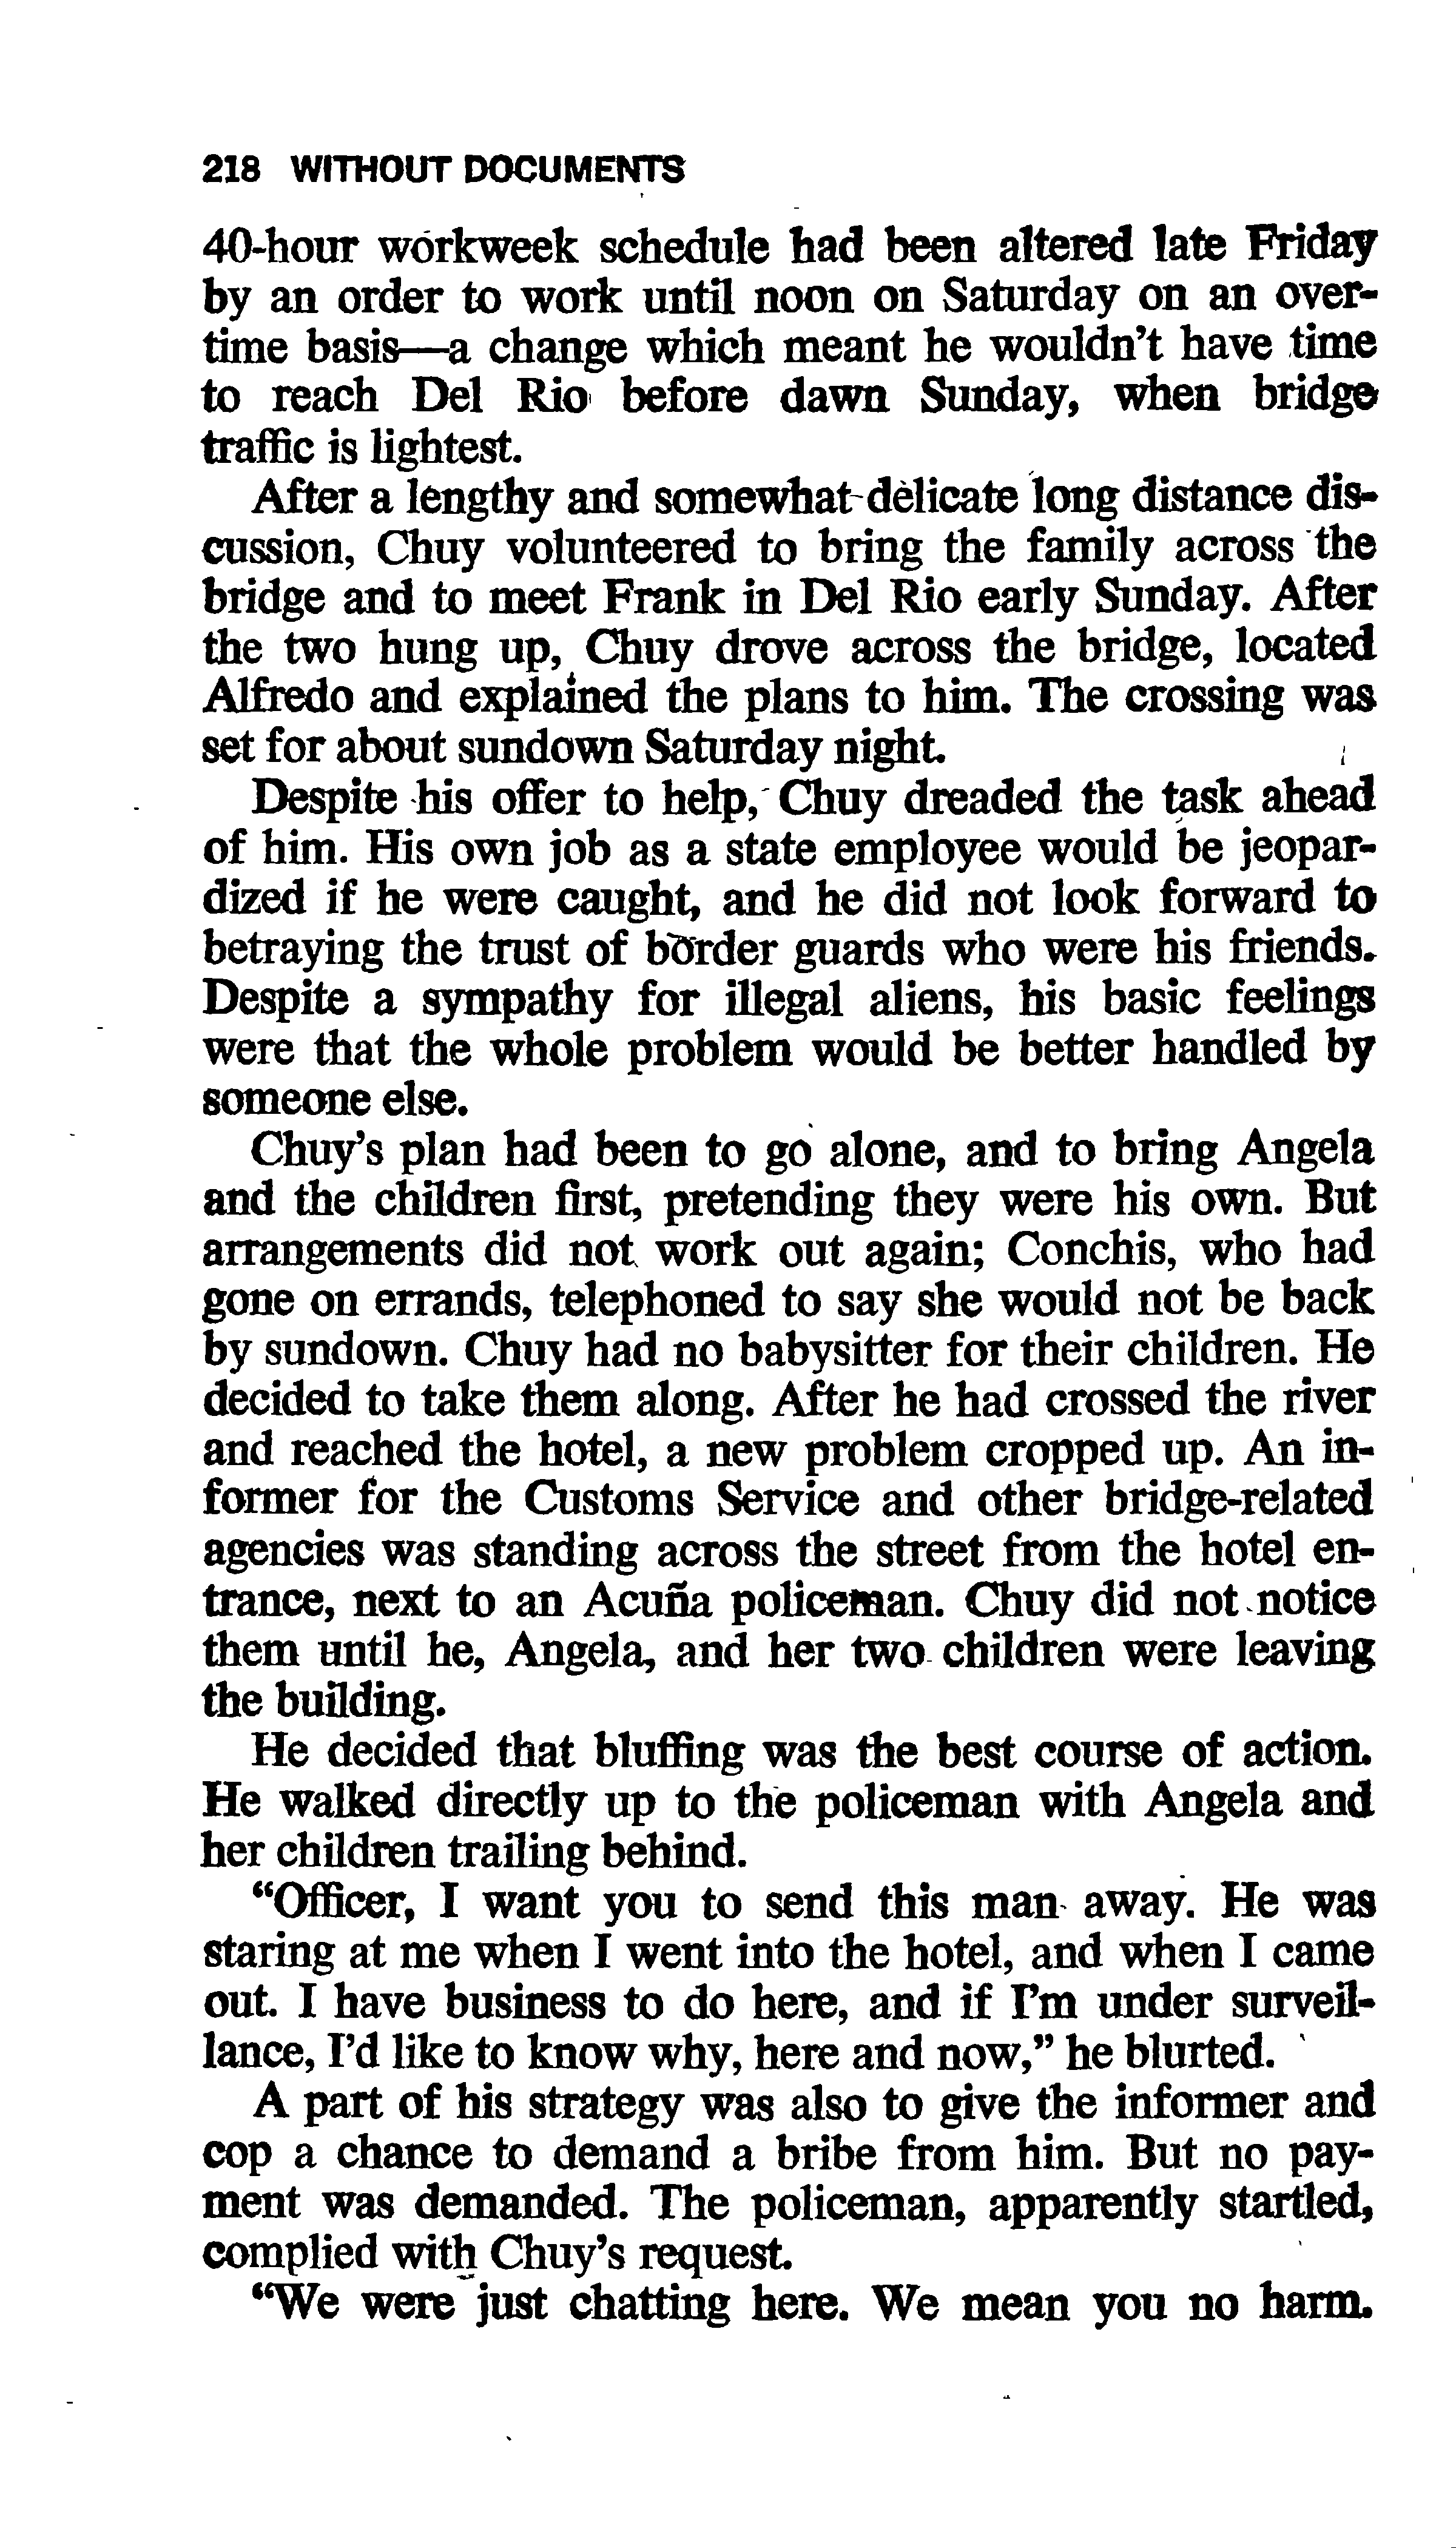 218 WITHOUT DOCUMENTS
40-hour workweek schedule had been altered late Friday
by an order to work until noon on Saturday on an over-
time basis—a change which meant he wouldn't have time
to reach Del Rio before dawn Sunday, when bridge
traffic is lightest.
After a lengthy and somewhat delicate long distance dis-
cussion, Chuy volunteered to bring the family across the
bridge and to meet Frank in Del Rio early Sunday. After
the two hung up, Chuy drove across the bridge, located
Alfredo and explained the plans to him. The crossing was
set for about sundown Saturday night.
Despite his offer to help, Chuy dreaded the task ahead
of him. His own job as a state employee would be jeopar-
dized if he were caught, and he did not look forward to
betraying the trust of border guards who were his friends.
Despite a sympathy for illegal aliens, his basic feelings
were that the whole problem would be better handled by
someone else.
Chuy's plan had been to go alone, and to bring Angela
and the children first, pretending they were his own. But
arrangements did not work out again; Conchis, who had
gone on errands, telephoned to say she would not be back
by sundown. Chuy had no babysitter for their children. He
decided to take them along. After he had crossed the river
and reached the hotel, a new problem cropped up. An in-
former for the Customs Service and other bridge-related
agencies was standing across the street from the hotel en-
trance, next to an Acuña policeman. Chuy did not notice
them until he, Angela, and her two children were leaving
the building.
He decided that bluffing was the best course of action.
He walked directly up to the policeman with Angela and
her children trailing behind.
"Officer, I want you to send this man away. He was
staring at me when I went into the hotel, and when I came
out. I have business to do here, and if I'm under surveil-
lance, I'd like to know why, here and now," he blurted.
A part of his strategy was also to give the informer and
cop a chance to demand a bribe from him. But no pay-
ment was demanded. The policeman, apparently startled,
complied with Chuy's request.
"We were just chatting here. We mean you no harm.